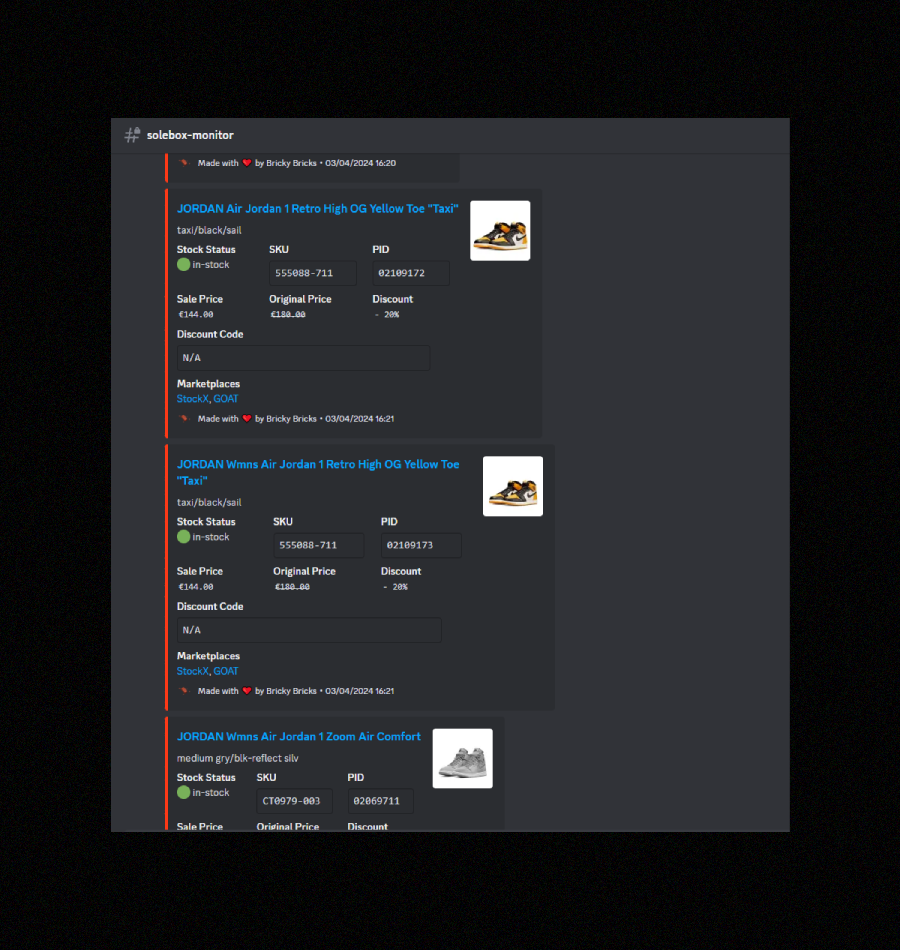 solebox-monitor
Made with ❤️ by Bricky Bricks • 03/04/2024 16:20
JORDAN Air Jordan 1 Retro High OG Yellow Toe "Taxi"
taxi/black/sail
Stock Status SKU PID
in-stock 555088-711 02109172
Sale Price Original Price Discount
€144.00 €180.00 - 20%
Discount Code
N/A
Marketplaces
StockX, GOAT
Made with ❤️ by Bricky Bricks • 03/04/2024 16:21
JORDAN Wmns Air Jordan 1 Retro High OG Yellow Toe
"Taxi"
taxi/black/sail
Stock Status SKU PID
in-stock 555088-711 02109173
Sale Price Original Price Discount
€144.00 €180.00 - 20%
Discount Code
N/A
Marketplaces
StockX, GOAT
Made with ❤️ by Bricky Bricks • 03/04/2024 16:21
JORDAN Wmns Air Jordan 1 Zoom Air Comfort
medium gry/blk-reflect silv
Stock Status SKU PID
in-stock CT0979-003 02069711
Sale Price Original Price Discount